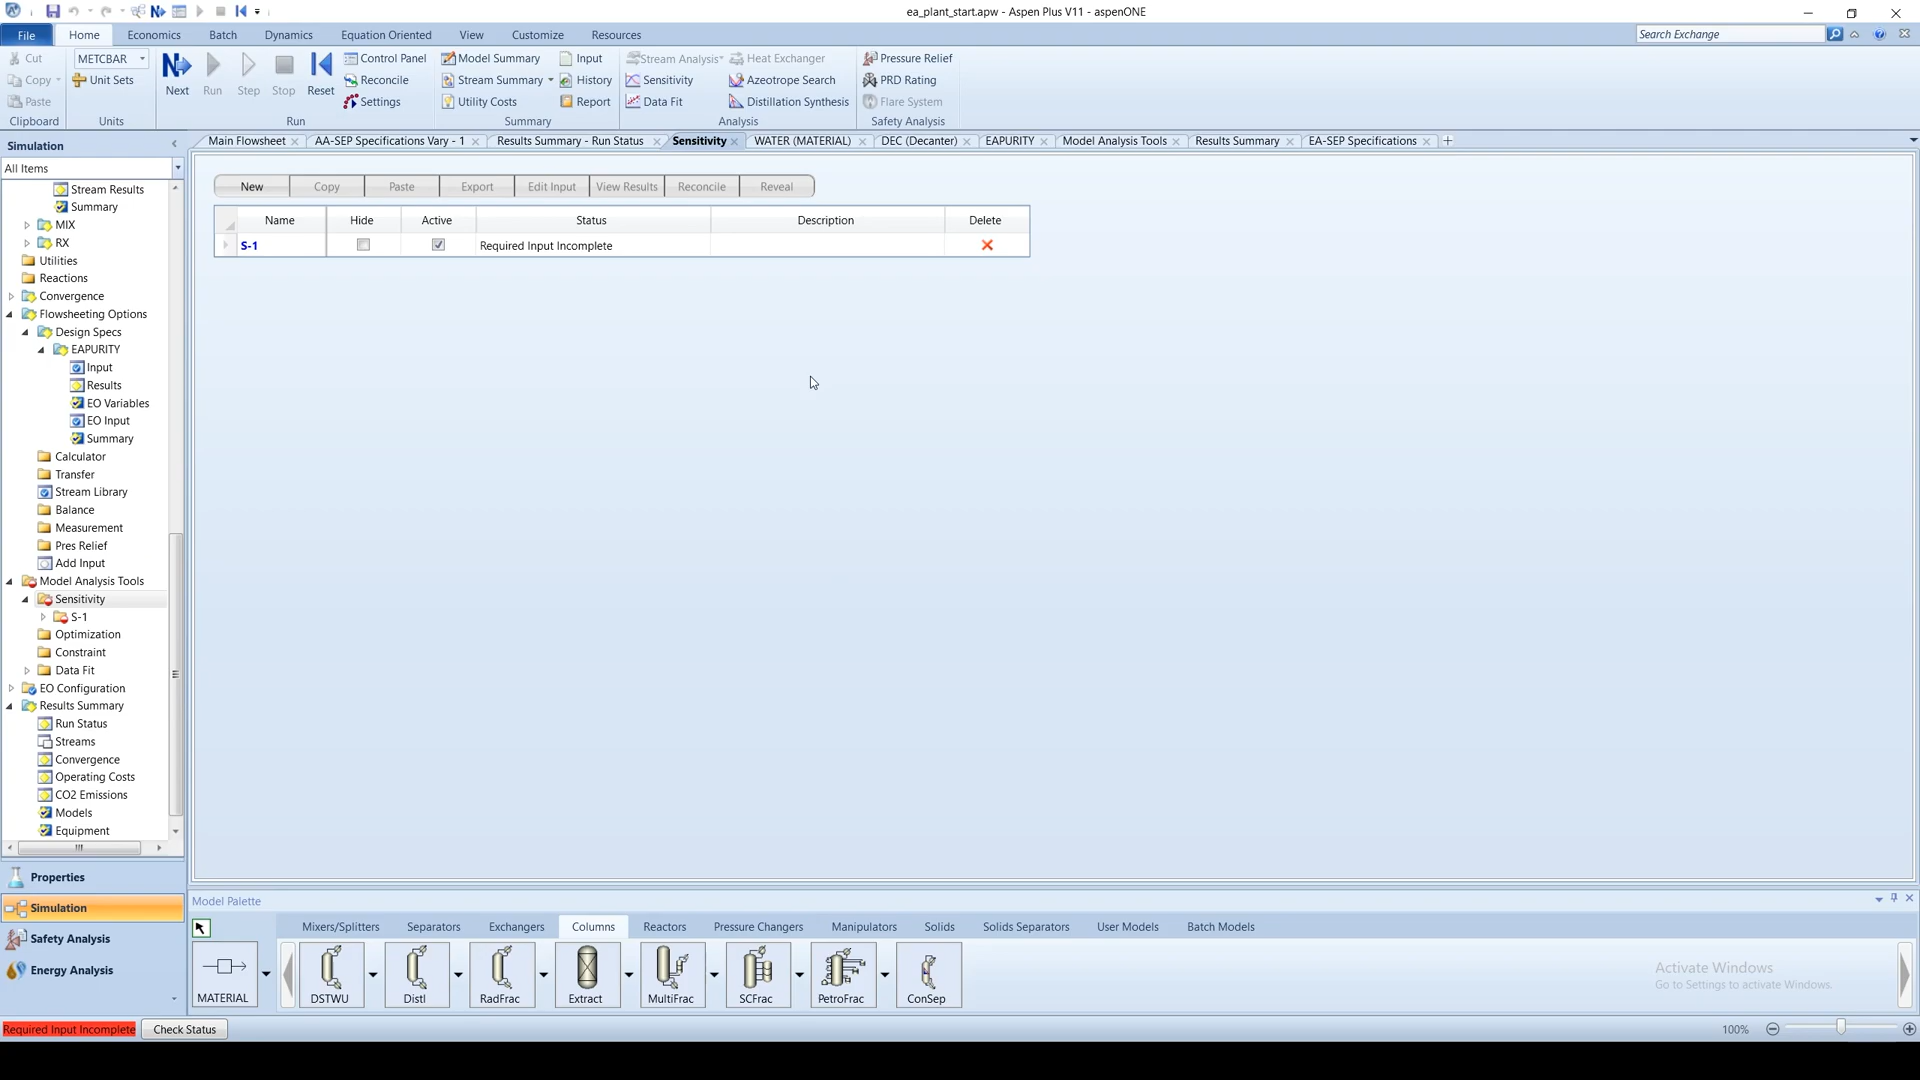 ea_plant_start.apw - Aspen Plus V11 - aspenONE
File Home Economics Batch Dynamics Equation Oriented View Customize Resources
Search Exchange
Cut
Copy
Paste
Clipboard
METCBAR
Unit Sets
Units
Next
Run
Step
Stop
Reset
Control Panel
Reconcile
Settings
Run
Model Summary
Stream Summary
Utility Costs
Input
History
Report
Summary
Stream Analysis
Sensitivity
Data Fit
Heat Exchanger
Azeotrope Search
Distillation Synthesis
Analysis
Pressure Relief
PRD Rating
Flare System
Safety Analysis
Simulation
All Items
Main Flowsheet AA-SEP Specifications Vary - 1 Results Summary - Run Status Sensitivity WATER (MATERIAL) DEC (Decanter) EAPURITY Model Analysis Tools Results Summary EA-SEP Specifications
Stream Results
Summary
MIX
RX
Utilities
Reactions
Convergence
Flowsheeting Options
Design Specs
EAPURITY
Input
Results
EO Variables
EO Input
Summary
Calculator
Transfer
Stream Library
Balance
Measurement
Pres Relief
Add Input
Model Analysis Tools
Sensitivity
S-1
Optimization
Constraint
Data Fit
EO Configuration
Results Summary
Run Status
Streams
Convergence
Operating Costs
CO2 Emissions
Models
Equipment
Properties
Simulation
Safety Analysis
Energy Analysis
New Copy Paste Export Edit Input View Results Reconcile Reveal
Name Hide Active Status Description Delete
S-1 Required Input Incomplete
Model Palette
Mixers/Splitters Separators Exchangers Columns Reactors Pressure Changers Manipulators Solids Solids Separators User Models Batch Models
MATERIAL DSTWU Distl RadFrac Extract MultiFrac SCFrac PetroFrac ConSep
Activate Windows
Go to Settings to activate Windows.
Required Input Incomplete Check Status 100%